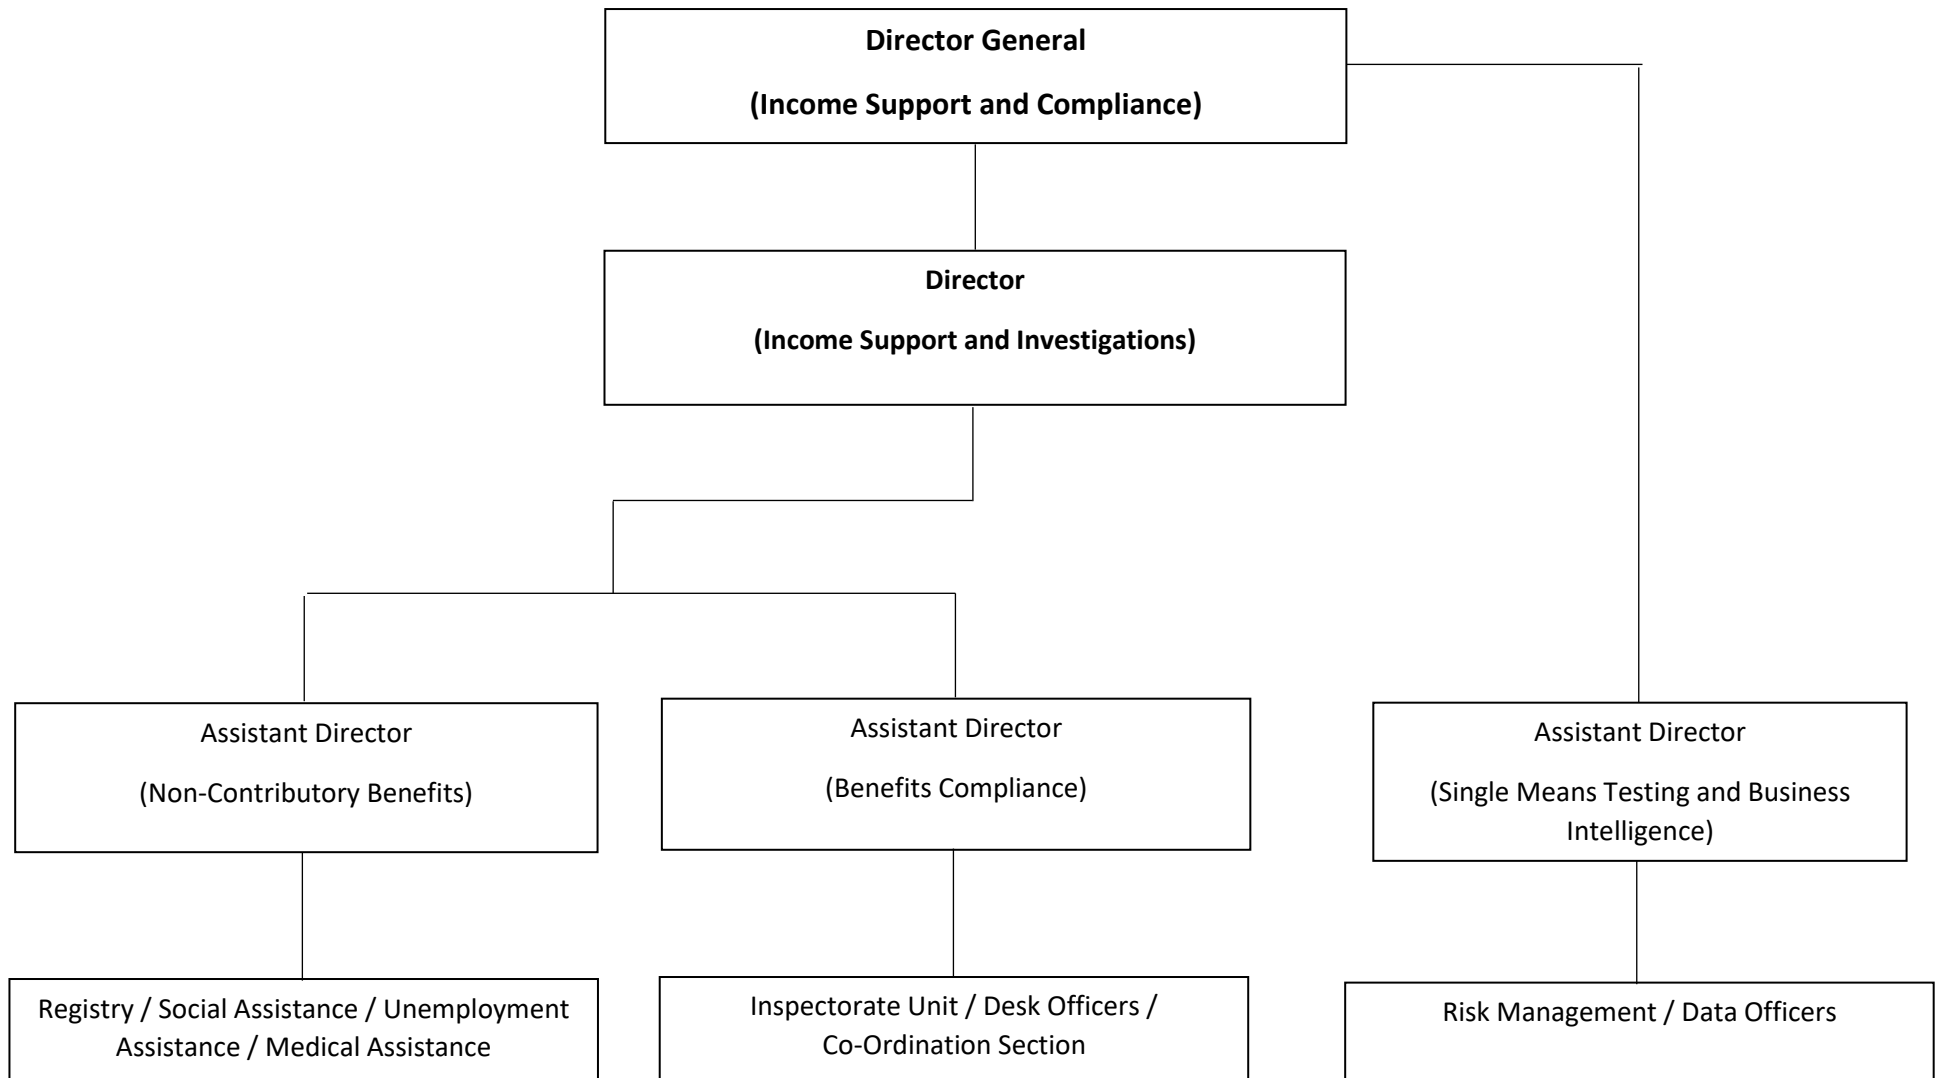 Director General
(Income Support and Compliance)
Director
(Income Support and Investigations)
Assistant Director
(Non-Contributory Benefits)
Assistant Director
(Benefits Compliance)
Assistant Director
(Single Means Testing and Business
Intelligence)
Registry / Social Assistance / Unemployment
Assistance / Medical Assistance
Inspectorate Unit / Desk Officers /
Co-Ordination Section
Risk Management / Data Officers